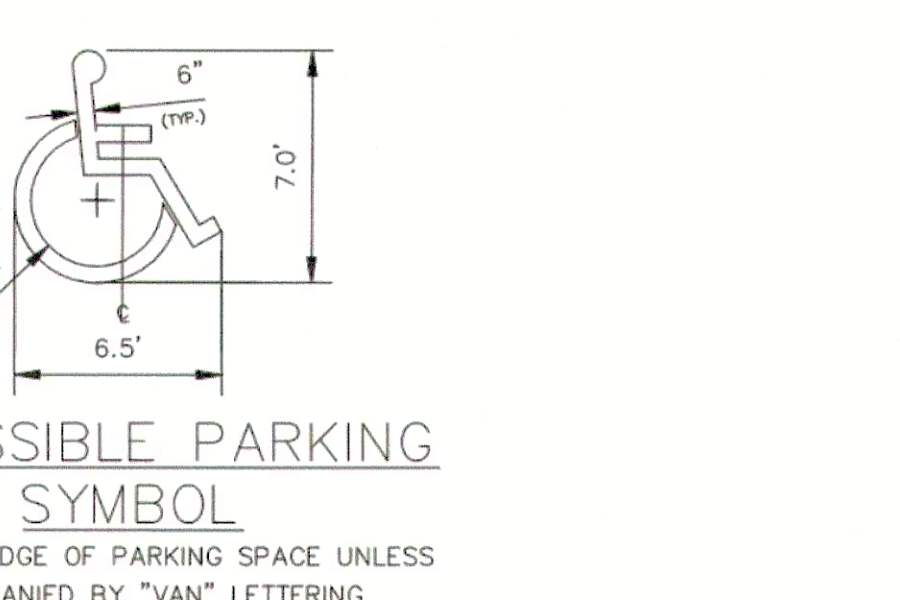 6"
(TYP.)
7.0'
℄
6.5'
SSIBLE PARKING
SYMBOL
DGE OF PARKING SPACE UNLESS
ANIED BY "VAN" LETTERING